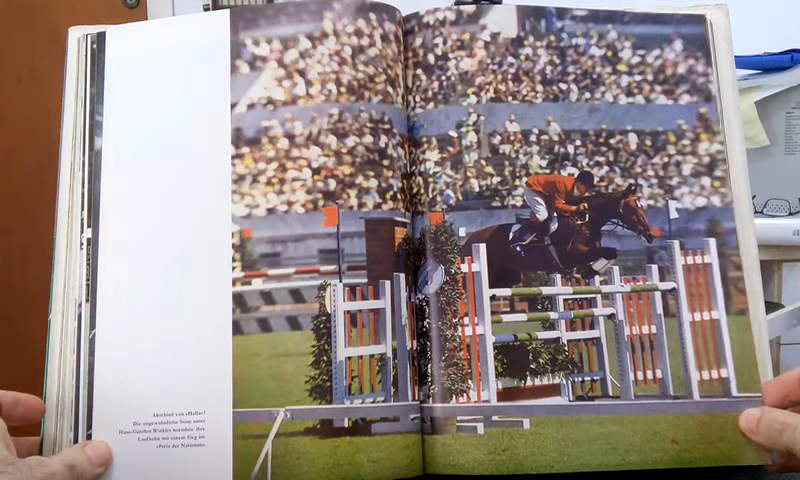 Abschied von »Halla«!
Die ungewöhnliche Stute unter
Hans-Günther Winkler beendete ihre
Laufbahn mit einem Sieg im
»Preis der Nationen«